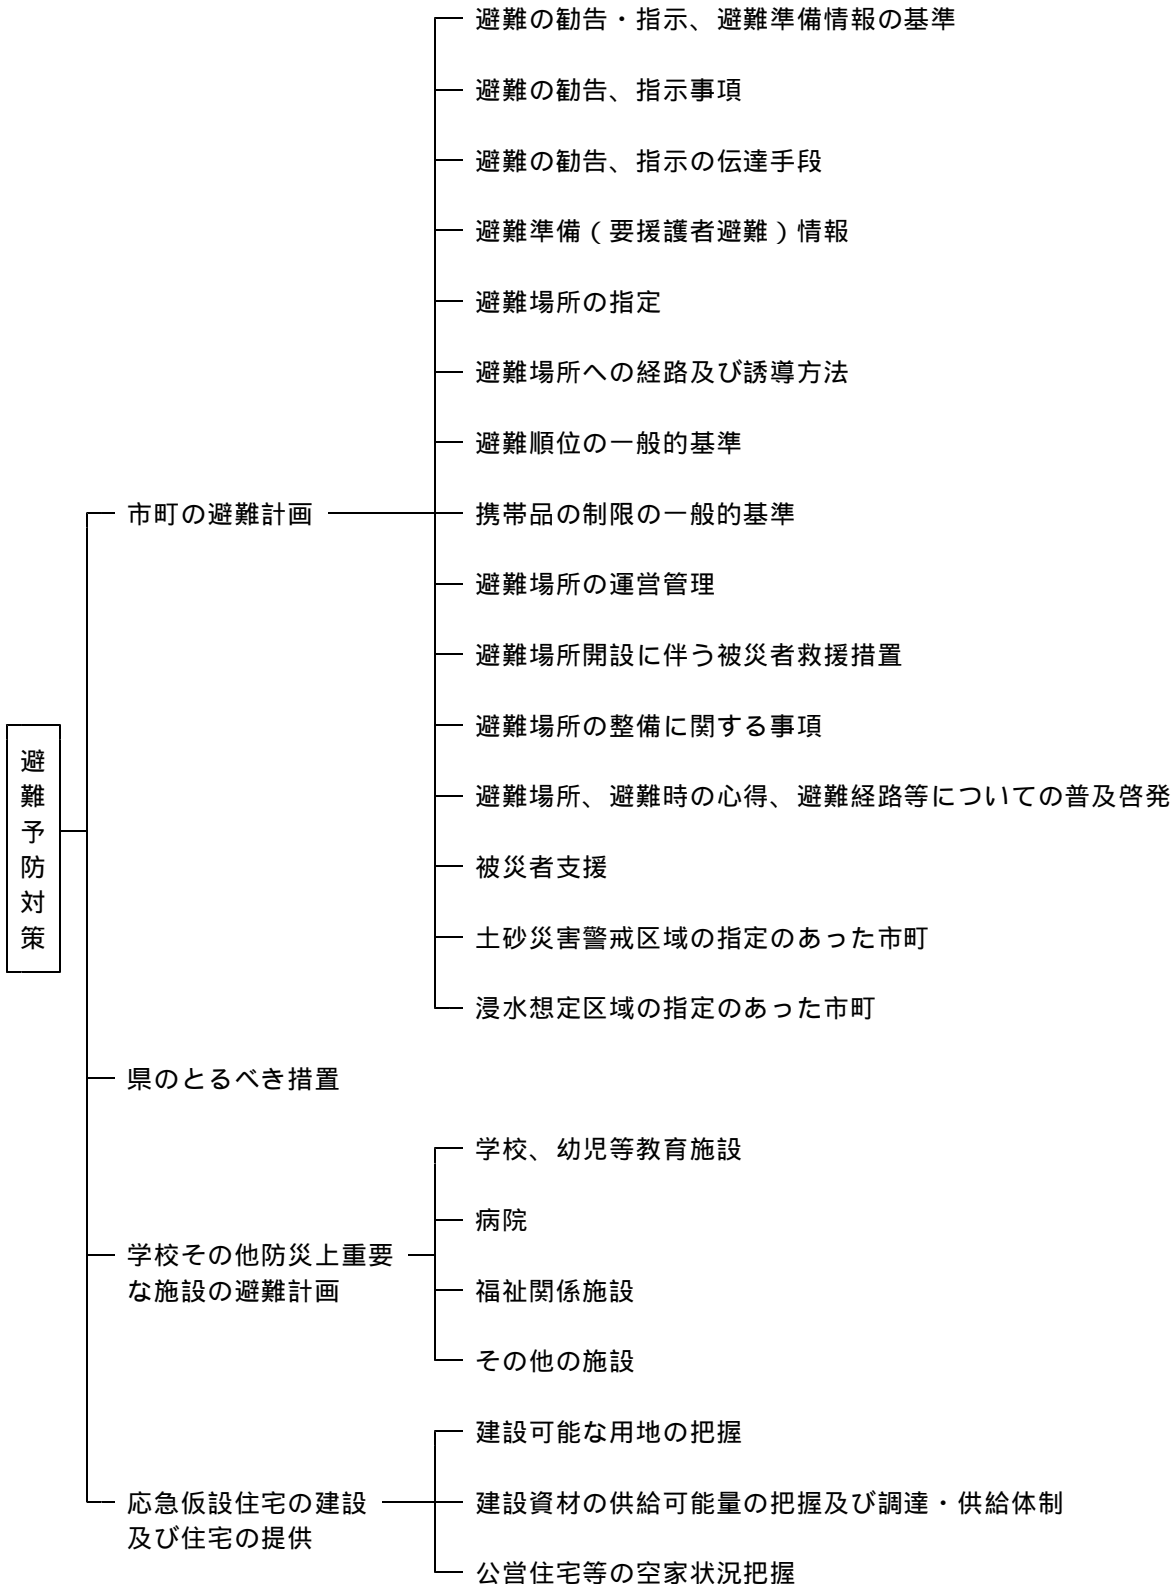 避難予防対策
市町の避難計画
避難の勧告・指示、避難準備情報の基準
避難の勧告、指示事項
避難の勧告、指示の伝達手段
避難準備(要援護者避難)情報
避難場所の指定
避難場所への経路及び誘導方法
避難順位の一般的基準
携帯品の制限の一般的基準
避難場所の運営管理
避難場所開設に伴う被災者救援措置
避難場所の整備に関する事項
避難場所、避難時の心得、避難経路等についての普及啓発
被災者支援
土砂災害警戒区域の指定のあった市町
浸水想定区域の指定のあった市町
県のとるべき措置
学校その他防災上重要
な施設の避難計画
学校、幼児等教育施設
病院
福祉関係施設
その他の施設
応急仮設住宅の建設
及び住宅の提供
建設可能な用地の把握
建設資材の供給可能量の把握及び調達・供給体制
公営住宅等の空家状況把握